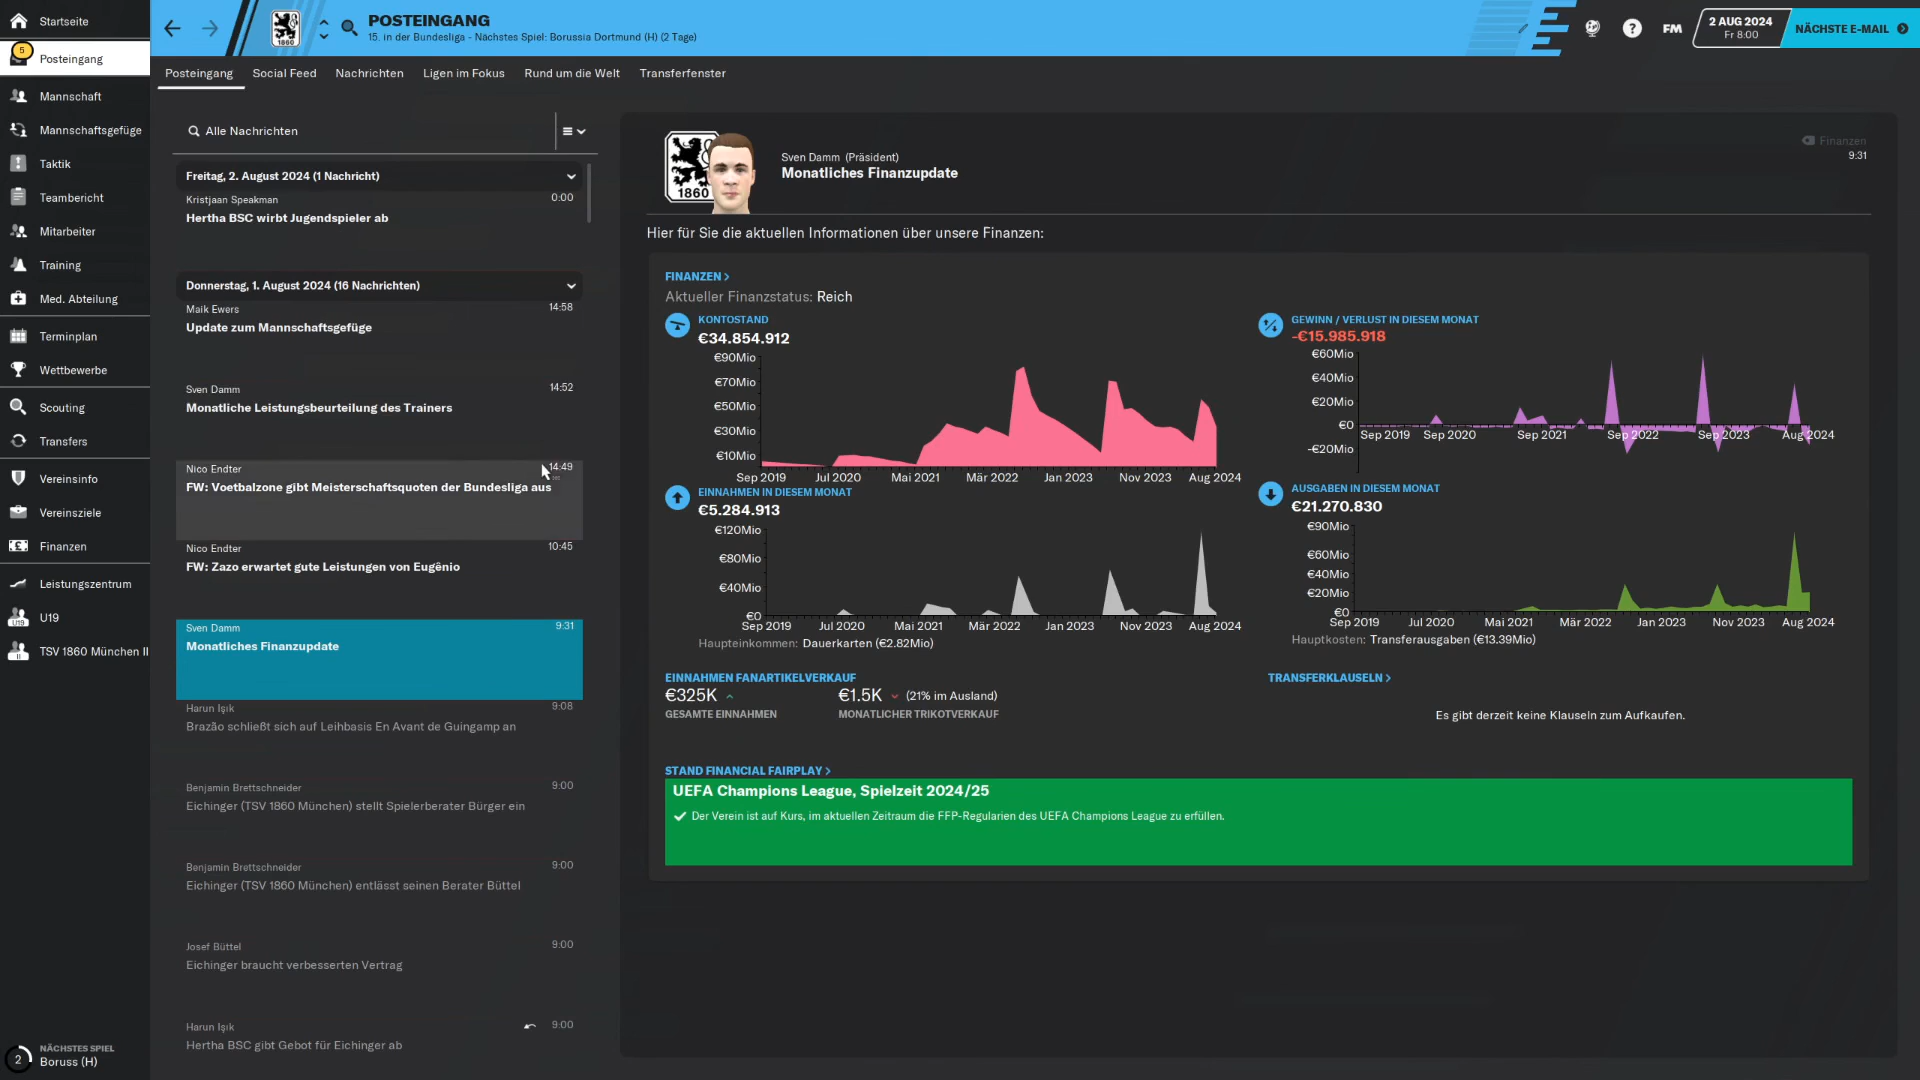 Startseite
5
Posteingang
Mannschaft
Mannschaftsgefüge
Taktik
Teambericht
Mitarbeiter
Training
Med. Abteilung
Terminplan
Wettbewerbe
Scouting
Transfers
Vereinsinfo
Vereinsziele
Finanzen
Leistungszentrum
U19
U19
TSV 1860 München II
II
2
NÄCHSTES SPIEL
Boruss (H)
1860
POSTEINGANG
15. in der Bundesliga - Nächstes Spiel: Borussia Dortmund (H) (2 Tage)
?
FM
2 AUG 2024
Fr 8:00
NÄCHSTE E-MAIL
Posteingang
Social Feed
Nachrichten
Ligen im Fokus
Rund um die Welt
Transferfenster
Alle Nachrichten
Freitag, 2. August 2024 (1 Nachricht)
Kristjaan Speakman
0:00
Hertha BSC wirbt Jugendspieler ab
Donnerstag, 1. August 2024 (16 Nachrichten)
Maik Ewers
14:58
Update zum Mannschaftsgefüge
Sven Damm
14:52
Monatliche Leistungsbeurteilung des Trainers
Nico Endter
14:49
FW: Voetbalzone gibt Meisterschaftsquoten der Bundesliga aus
Nico Endter
10:45
FW: Zazo erwartet gute Leistungen von Eugênio
Sven Damm
9:31
Monatliches Finanzupdate
Harun Işık
9:08
Brazão schließt sich auf Leihbasis En Avant de Guingamp an
Benjamin Brettschneider
9:00
Eichinger (TSV 1860 München) stellt Spielerberater Bürger ein
Benjamin Brettschneider
9:00
Eichinger (TSV 1860 München) entlässt seinen Berater Büttel
Josef Büttel
9:00
Eichinger braucht verbesserten Vertrag
Harun Işık
9:00
Hertha BSC gibt Gebot für Eichinger ab
1860
Sven Damm (Präsident)
Monatliches Finanzupdate
Finanzen
9:31
Hier für Sie die aktuellen Informationen über unsere Finanzen:
FINANZEN >
Aktueller Finanzstatus: Reich
KONTOSTAND
€34.854.912
€90Mio
€70Mio
€50Mio
€30Mio
€10Mio
Sep 2019
Jul 2020
Mai 2021
Mär 2022
Jan 2023
Nov 2023
Aug 2024
GEWINN / VERLUST IN DIESEM MONAT
-€15.985.918
€60Mio
€40Mio
€20Mio
€0
-€20Mio
Sep 2019
Sep 2020
Sep 2021
Sep 2022
Sep 2023
Aug 2024
EINNAHMEN IN DIESEM MONAT
€5.284.913
€120Mio
€80Mio
€40Mio
€0
Sep 2019
Jul 2020
Mai 2021
Mär 2022
Jan 2023
Nov 2023
Aug 2024
Haupteinkommen: Dauerkarten (€2.82Mio)
AUSGABEN IN DIESEM MONAT
€21.270.830
€90Mio
€60Mio
€40Mio
€20Mio
€0
Sep 2019
Jul 2020
Mai 2021
Mär 2022
Jan 2023
Nov 2023
Aug 2024
Hauptkosten: Transferausgaben (€13.39Mio)
EINNAHMEN FANARTIKELVERKAUF
€325K
€1.5K
(21% im Ausland)
GESAMTE EINNAHMEN
MONATLICHER TRIKOTVERKAUF
TRANSFERKLAUSELN >
Es gibt derzeit keine Klauseln zum Aufkaufen.
STAND FINANCIAL FAIRPLAY >
UEFA Champions League, Spielzeit 2024/25
Der Verein ist auf Kurs, im aktuellen Zeitraum die FFP-Regularien des UEFA Champions League zu erfüllen.